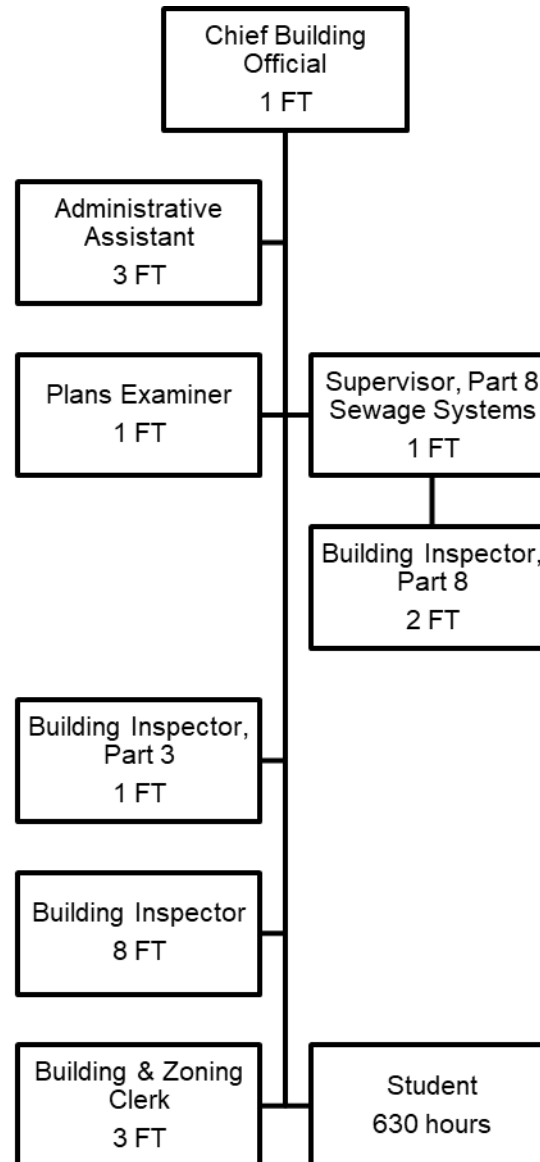 Chief Building
Official
1 FT
Administrative
Assistant
3 FT
Plans Examiner
1 FT
Supervisor, Part 8
Sewage Systems
1 FT
Building Inspector,
Part 8
2 FT
Building Inspector,
Part 3
1 FT
Building Inspector
8 FT
Building & Zoning
Clerk
3 FT
Student
630 hours